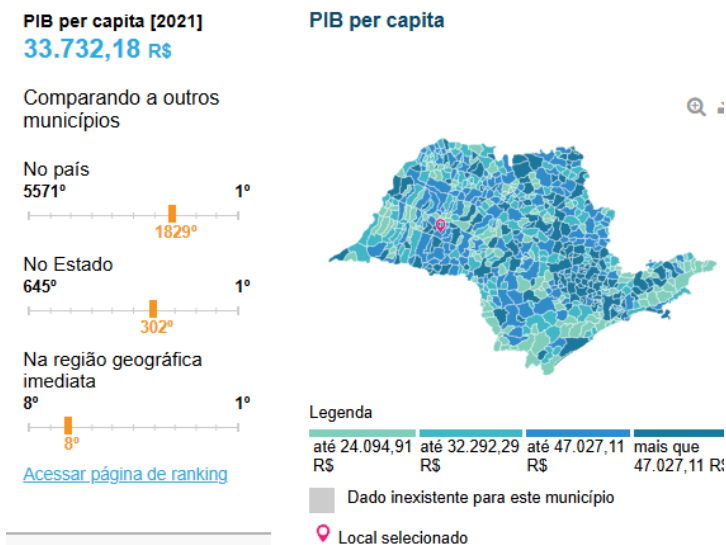 PIB per capita [2021]
33.732,18 R$
Comparando a outros
municípios
No país
5571º 1º
1829º
No Estado
645º 1º
302º
Na região geográfica
imediata
8º 1º
8º
Acessar página de ranking
PIB per capita
Legenda
até 24.094,91 até 32.292,29 até 47.027,11 mais que
R$ R$ R$ 47.027,11 R$
Dado inexistente para este município
Local selecionado